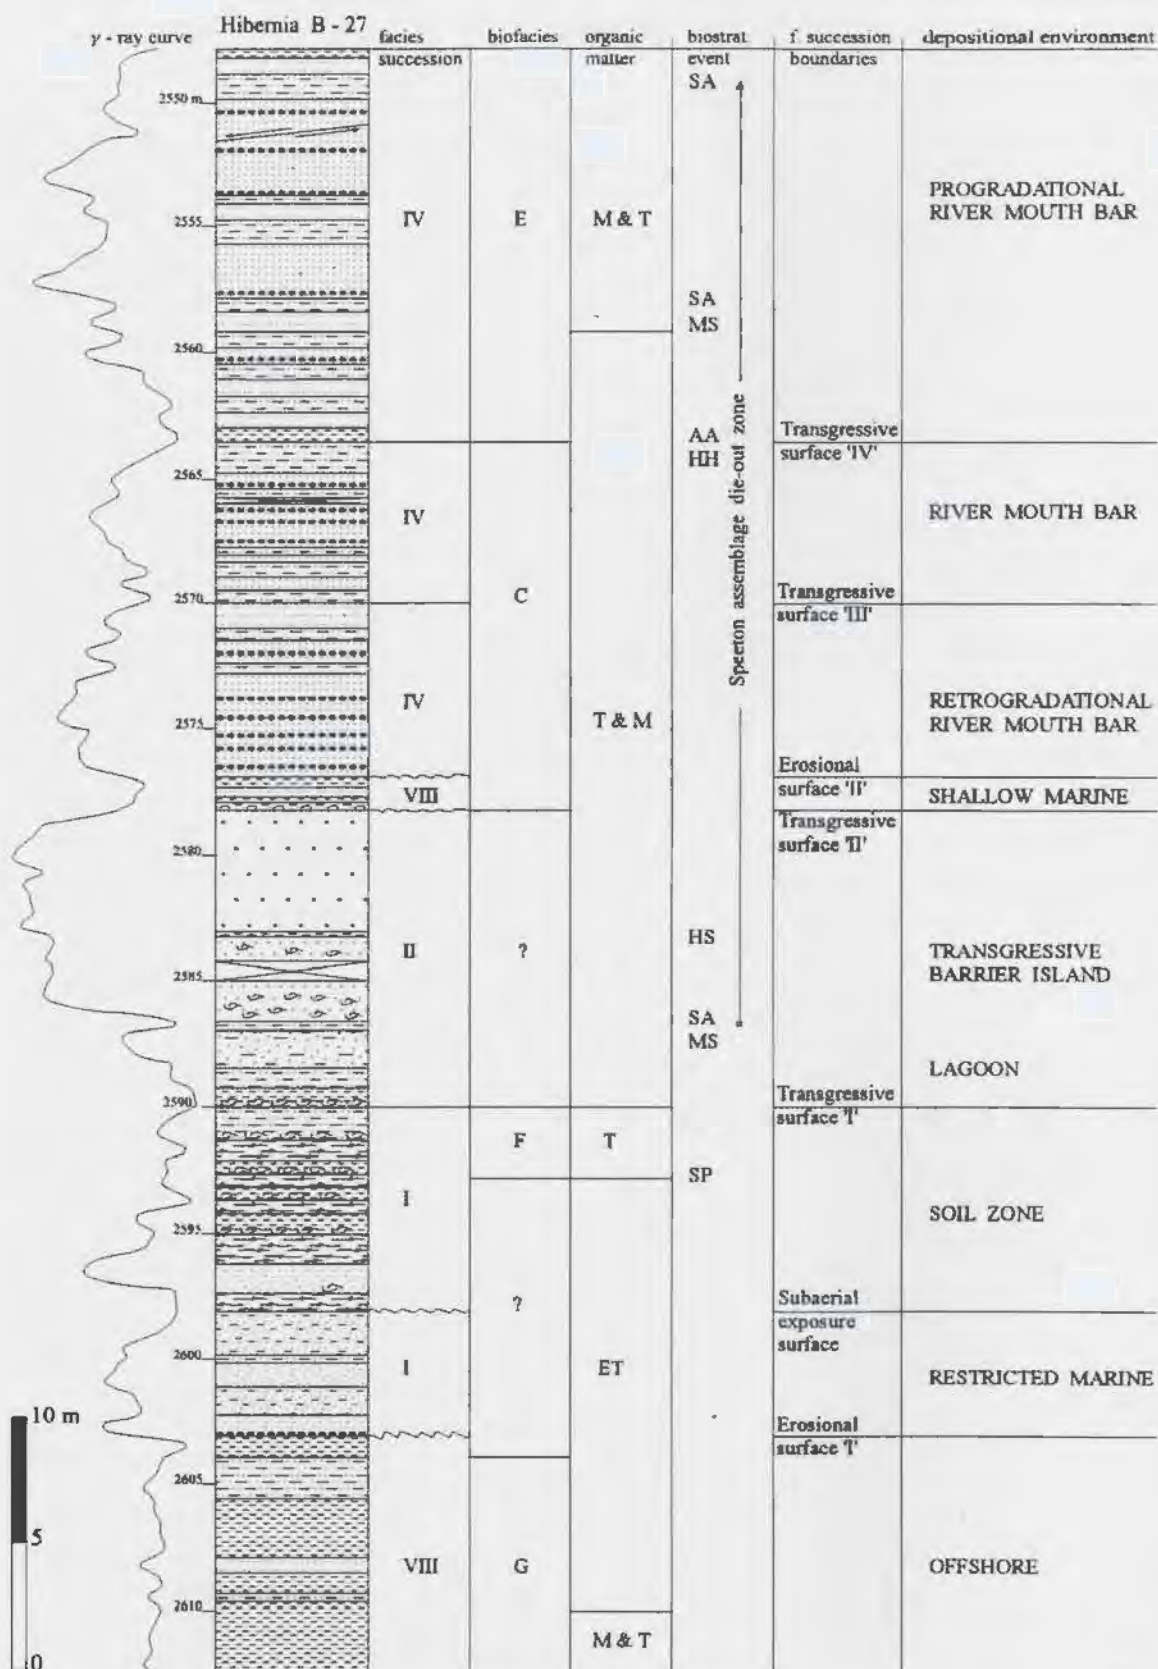 Hibernia B - 27
γ - ray curve facies biofacies organic biostrat f. succession depositional environment
succession matter event boundaries
SA
2550 m
PROGRADATIONAL
2555 IV E M & T RIVER MOUTH BAR
SA
MS
2560
Speeton assemblage die-out zone
AA Transgressive
HH surface 'IV'
2565
IV RIVER MOUTH BAR
2570 C Transgressive
surface 'III'
IV RETROGRADATIONAL
2575 T & M RIVER MOUTH BAR
Erosional
VIII surface 'II' SHALLOW MARINE
Transgressive
2580 surface 'II'
HS
II ? TRANSGRESSIVE
2585 BARRIER ISLAND
SA
MS
LAGOON
2590 Transgressive
surface 'I'
F T
SP
I SOIL ZONE
2595
? Subaerial
exposure
2600 surface
I ET RESTRICTED MARINE
10 m Erosional
surface 'I'
2605
5
VIII G OFFSHORE
2610
M & T
0